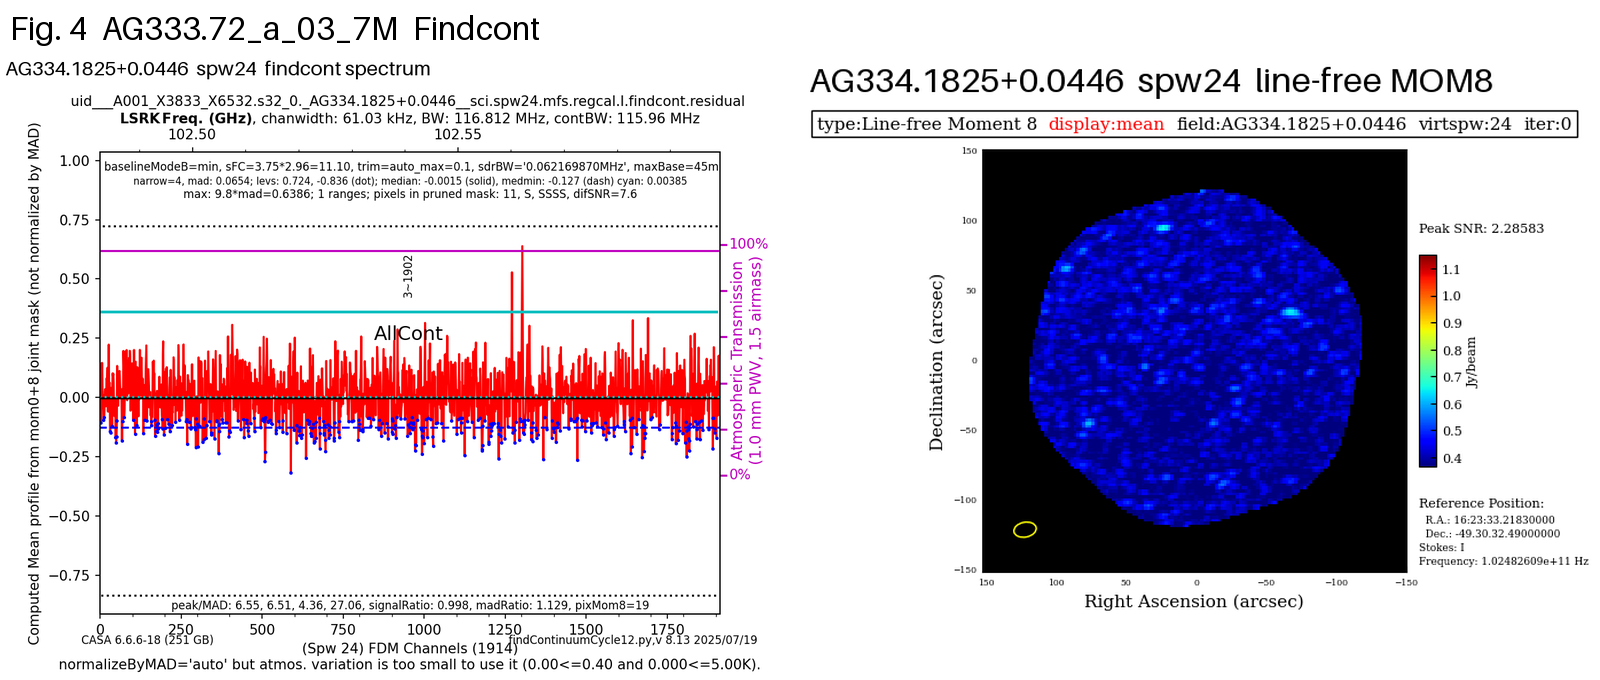 Fig. 4 AG333.72_a_03_7M Findcont
AG334.1825+0.0446 spw24 findcont spectrum
uid___A001_X3833_X6532.s32_0._AG334.1825+0.0446__sci.spw24.mfs.regcal.I.findcont.residual
LSRK Freq. (GHz), chanwidth: 61.03 kHz, BW: 116.812 MHz, contBW: 115.96 MHz
102.50 102.55
baselineModeB=min, sFC=3.75*2.96=11.10, trim=auto_max=0.1, sdrBW='0.062169870MHz', maxBase=45m
narrow=4, mad: 0.0654; levs: 0.724, -0.836 (dot); median: -0.0015 (solid), medmin: -0.127 (dash) cyan: 0.00385
max: 9.8*mad=0.6386; 1 ranges; pixels in pruned mask: 11, S, SSSS, difSNR=7.6
Computed Mean profile from mom0+8 joint mask (not normalized by MAD)
1.00
0.75
0.50
0.25
0.00
−0.25
−0.50
−0.75
3~1902
AllCont
100%
0%
Atmospheric Transmission
(1.0 mm PWV, 1.5 airmass)
peak/MAD: 6.55, 6.51, 4.36, 27.06, signalRatio: 0.998, madRatio: 1.129, pixMom8=19
0 250 500 750 1000 1250 1500 1750
CASA 6.6.6-18 (251 GB)
findContinuumCycle12.py,v 8.13 2025/07/19
(Spw 24) FDM Channels (1914)
normalizeByMAD='auto' but atmos. variation is too small to use it (0.00<=0.40 and 0.000<=5.00K).
AG334.1825+0.0446 spw24 line-free MOM8
type:Line-free Moment 8 display:mean field:AG334.1825+0.0446 virtspw:24 iter:0
150
100
50
0
−50
−100
−150
Declination (arcsec)
150 100 50 0 −50 −100 −150
Right Ascension (arcsec)
Peak SNR: 2.28583
1.1
1.0
0.9
0.8
0.7
0.6
0.5
0.4
Jy/beam
Reference Position:
R.A.: 16:23:33.21830000
Dec.: -49.30.32.49000000
Stokes: I
Frequency: 1.02482609e+11 Hz